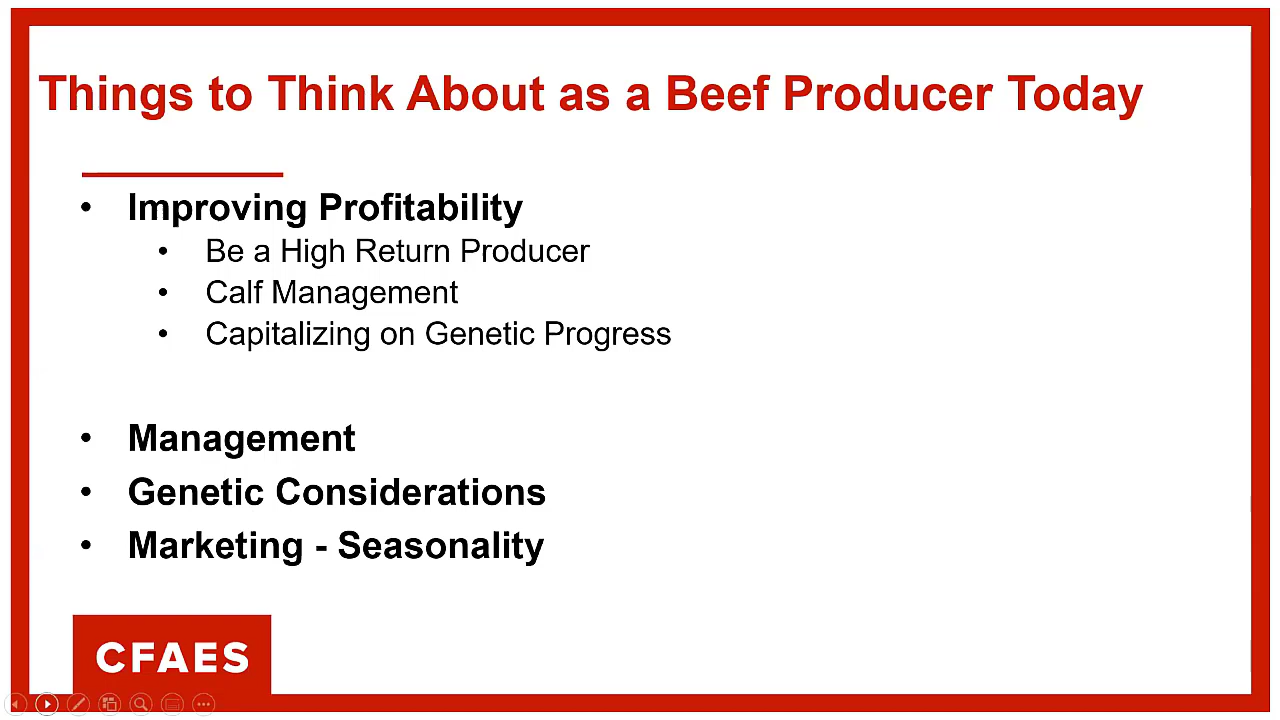 Things to Think About as a Beef Producer Today
• Improving Profitability
• Be a High Return Producer
• Calf Management
• Capitalizing on Genetic Progress
• Management
• Genetic Considerations
• Marketing - Seasonality
CFAES